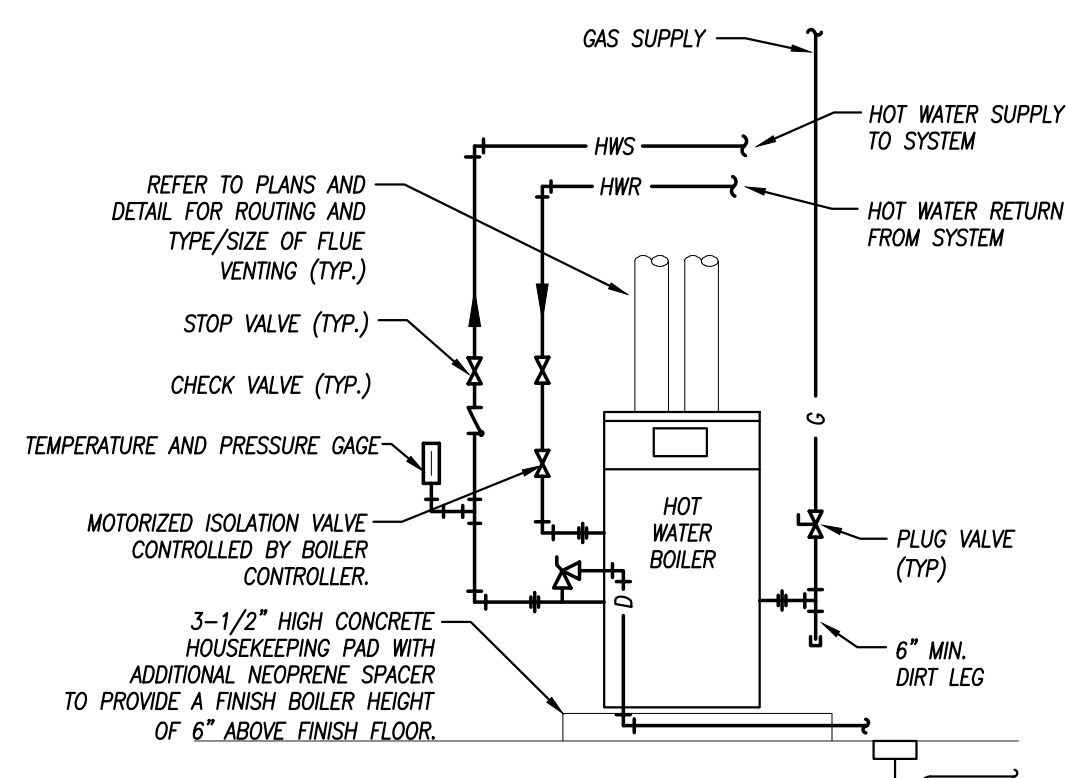 GAS SUPPLY
HOT WATER SUPPLY
TO SYSTEM
HWS
REFER TO PLANS AND
DETAIL FOR ROUTING AND
TYPE/SIZE OF FLUE
VENTING (TYP.)
HWR
HOT WATER RETURN
FROM SYSTEM
STOP VALVE (TYP.)
CHECK VALVE (TYP.)
G
TEMPERATURE AND PRESSURE GAGE
MOTORIZED ISOLATION VALVE
CONTROLLED BY BOILER
CONTROLLER.
HOT
WATER
BOILER
PLUG VALVE
(TYP)
D
3-1/2" HIGH CONCRETE
HOUSEKEEPING PAD WITH
ADDITIONAL NEOPRENE SPACER
TO PROVIDE A FINISH BOILER HEIGHT
OF 6" ABOVE FINISH FLOOR.
6" MIN.
DIRT LEG